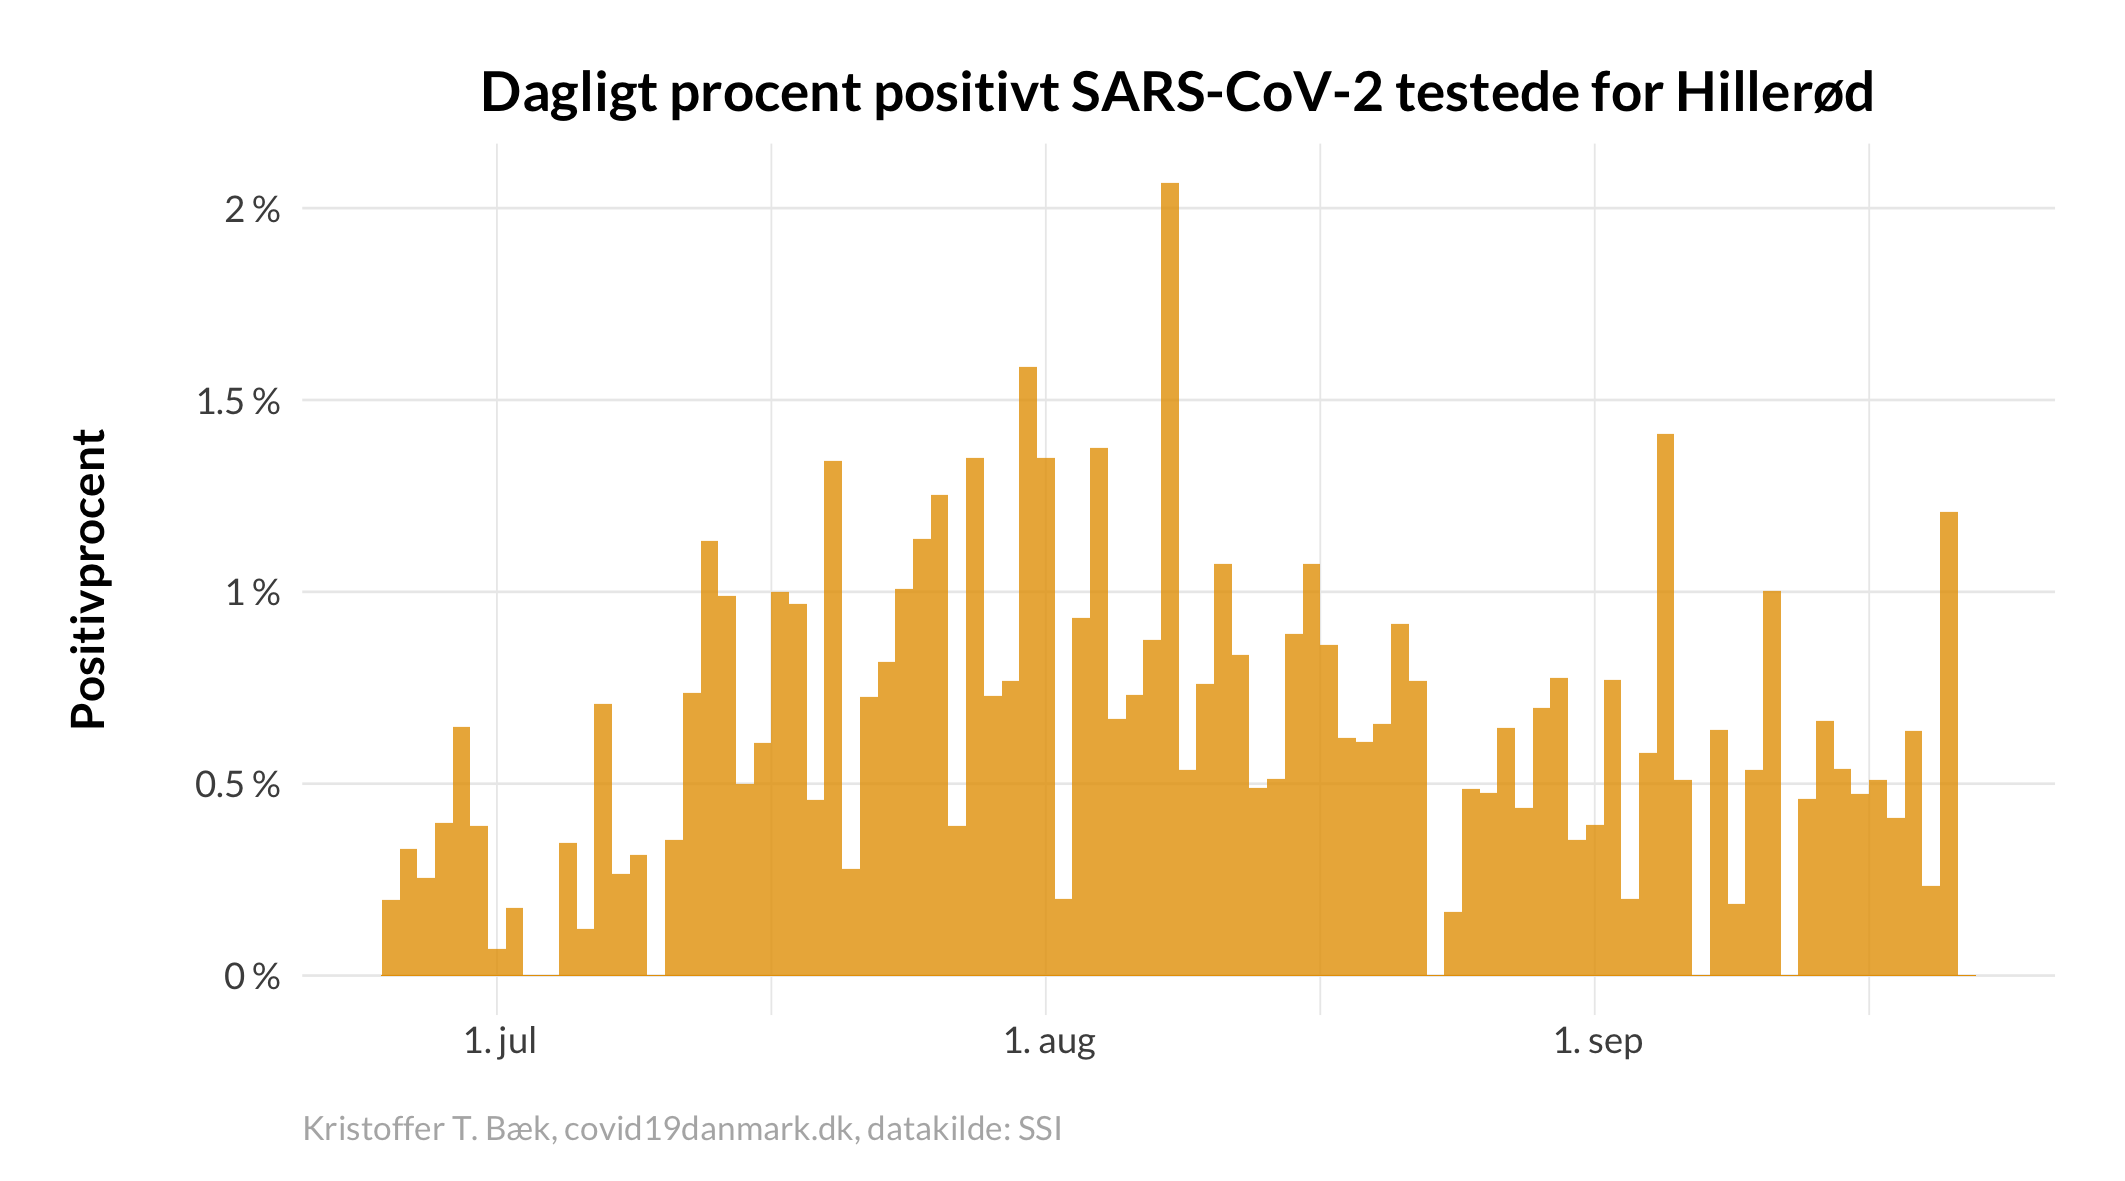 Dagligt procent positivt SARS-CoV-2 testede for Hillerød
Positivprocent
2 %
1.5 %
1 %
0.5 %
0 %
1. jul
1. aug
1. sep
Kristoffer T. Bæk, covid19danmark.dk, datakilde: SSI